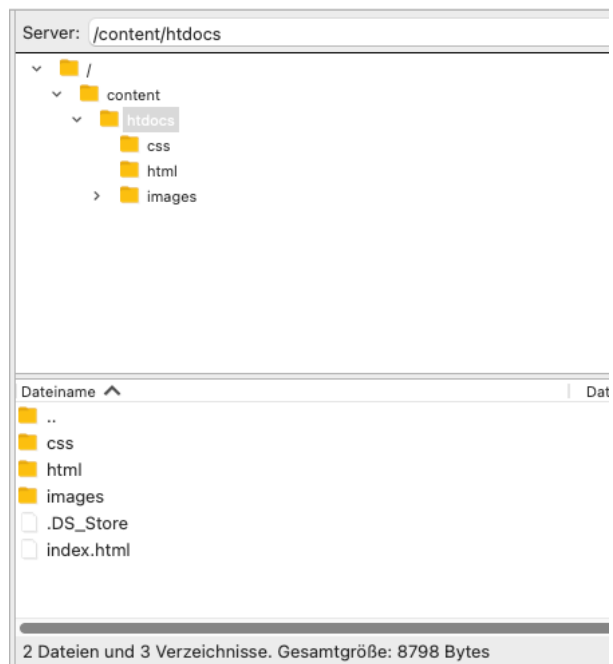 Server: /content/htdocs
/
content
htdocs
css
html
images
Dateiname Dat
..
css
html
images
.DS_Store
index.html
2 Dateien und 3 Verzeichnisse. Gesamtgröße: 8798 Bytes